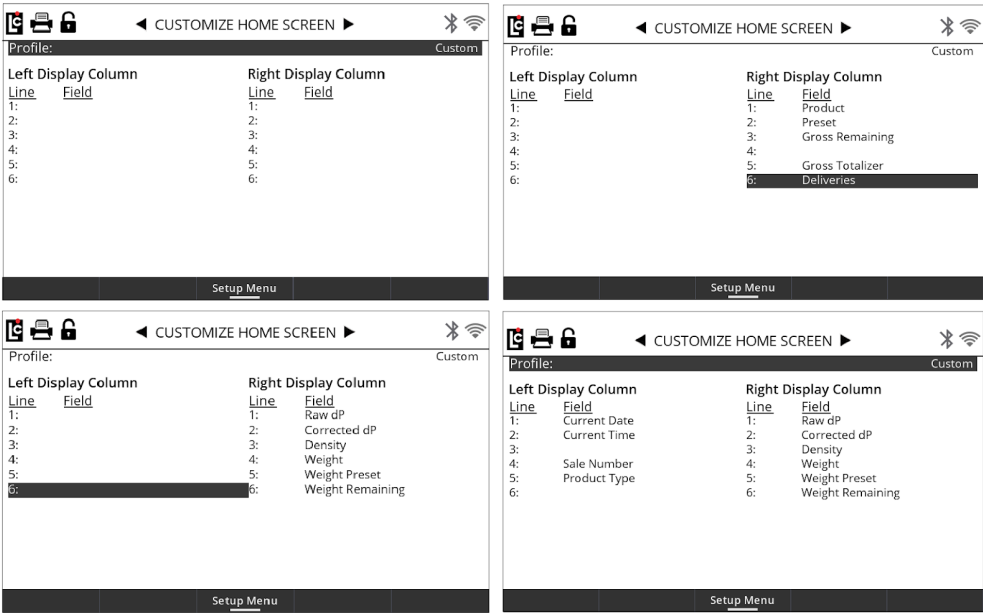 LC
◀ CUSTOMIZE HOME SCREEN ▶
Profile: Custom
Left Display Column Right Display Column
Line Field Line Field
1: 1:
2: 2:
3: 3:
4: 4:
5: 5:
6: 6:
Setup Menu
LC
◀ CUSTOMIZE HOME SCREEN ▶
Profile: Custom
Left Display Column Right Display Column
Line Field Line Field
1: 1: Product
2: 2: Preset
3: 3: Gross Remaining
4: 4:
5: 5: Gross Totalizer
6: 6: Deliveries
Setup Menu
LC
◀ CUSTOMIZE HOME SCREEN ▶
Profile: Custom
Left Display Column Right Display Column
Line Field Line Field
1: 1: Raw dP
2: 2: Corrected dP
3: 3: Density
4: 4: Weight
5: 5: Weight Preset
6: 6: Weight Remaining
Setup Menu
LC
◀ CUSTOMIZE HOME SCREEN ▶
Profile: Custom
Left Display Column Right Display Column
Line Field Line Field
1: Current Date 1: Raw dP
2: Current Time 2: Corrected dP
3: 3: Density
4: Sale Number 4: Weight
5: Product Type 5: Weight Preset
6: 6: Weight Remaining
Setup Menu